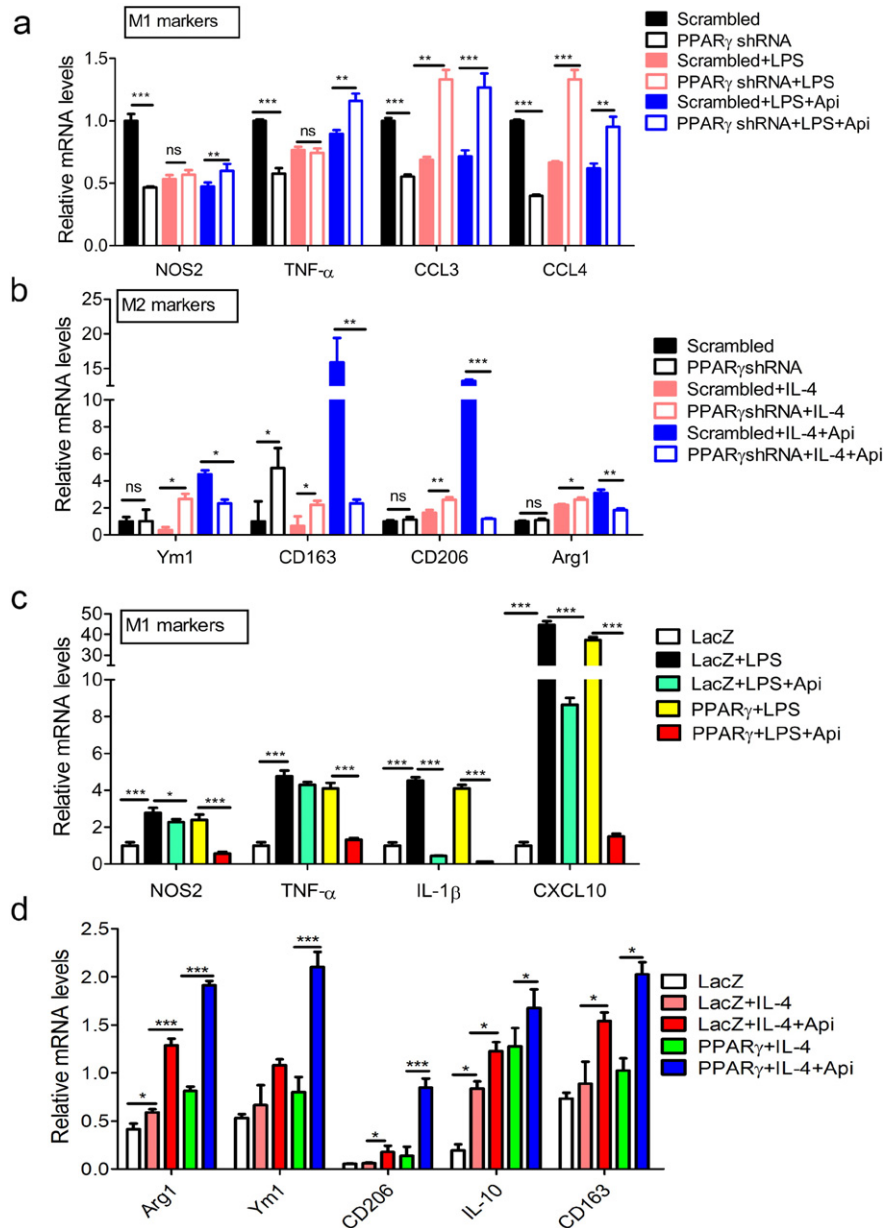 a
M1 markers
Scrambled
PPARγ shRNA
Scrambled+LPS
PPARγ shRNA+LPS
Scrambled+LPS+Api
PPARγ shRNA+LPS+Api
Relative mRNA levels
1.5
1.0
0.5
0.0
*** ns **
*** ns **
*** ** ***
*** *** **
NOS2 TNF-α CCL3 CCL4
b
M2 markers
Scrambled
PPARγshRNA
Scrambled+IL-4
PPARγshRNA+IL-4
Scrambled+IL-4+Api
PPARγshRNA+IL-4+Api
Relative mRNA levels
25
20
15
10
6
4
2
0
ns * *
* * **
ns ** ***
ns * **
Ym1 CD163 CD206 Arg1
c
M1 markers
LacZ
LacZ+LPS
LacZ+LPS+Api
PPARγ+LPS
PPARγ+LPS+Api
Relative mRNA levels
50
40
30
20
8
6
4
2
0
*** * ***
*** ***
*** *** ***
*** *** ***
NOS2 TNF-α IL-1β CXCL10
d
LacZ
LacZ+IL-4
LacZ+IL-4+Api
PPARγ+IL-4
PPARγ+IL-4+Api
Relative mRNA levels
2.5
2.0
1.5
1.0
0.5
0.0
* *** ***
***
* ***
* * *
* *
Arg1 Ym1 CD206 IL-10 CD163